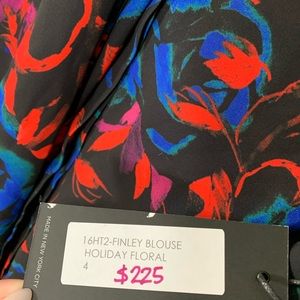 MADE IN NEW YORK CITY
16HT2-FINLEY BLOUSE
HOLIDAY FLORAL
4
$225